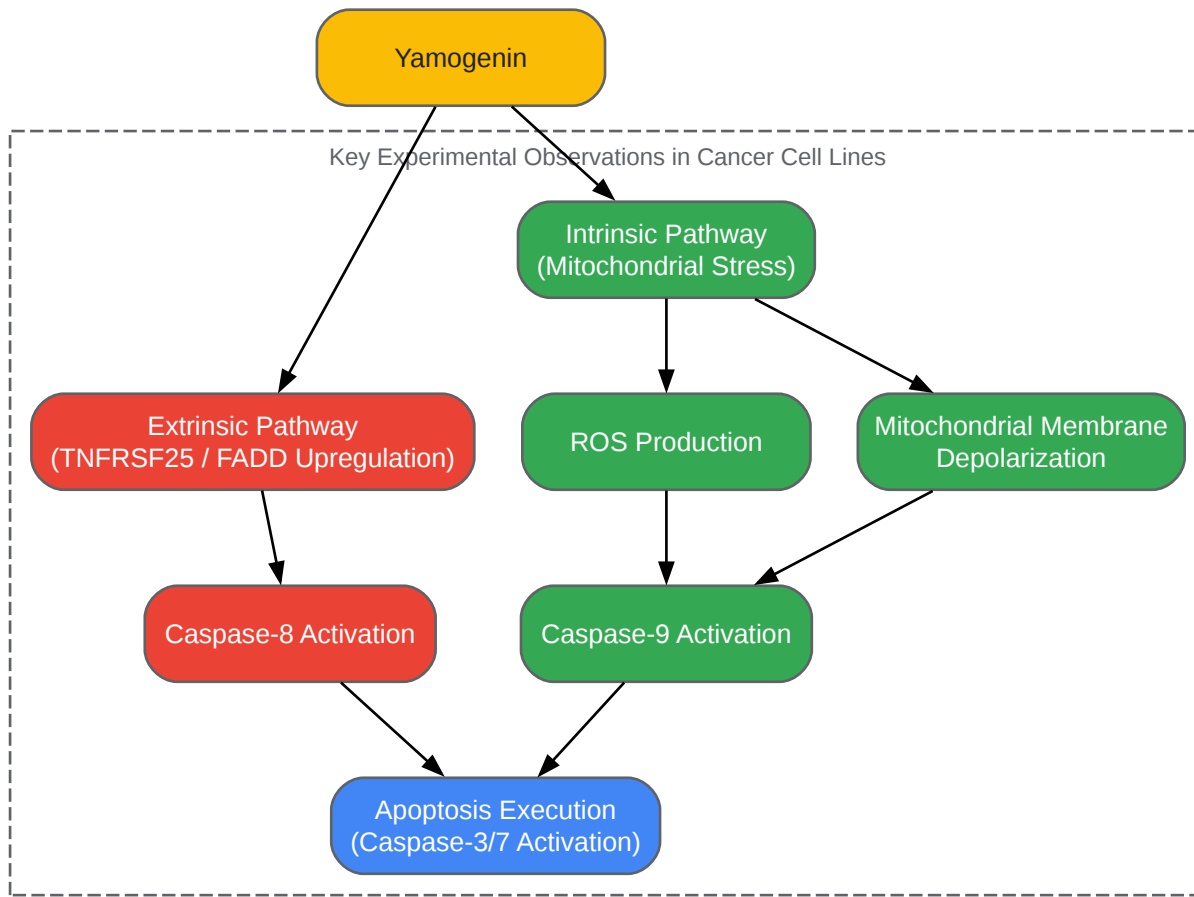 Yamogenin
Key Experimental Observations in Cancer Cell Lines
Intrinsic Pathway
(Mitochondrial Stress)
Extrinsic Pathway
(TNFRSF25 / FADD Upregulation)
ROS Production
Mitochondrial Membrane
Depolarization
Caspase-8 Activation
Caspase-9 Activation
Apoptosis Execution
(Caspase-3/7 Activation)